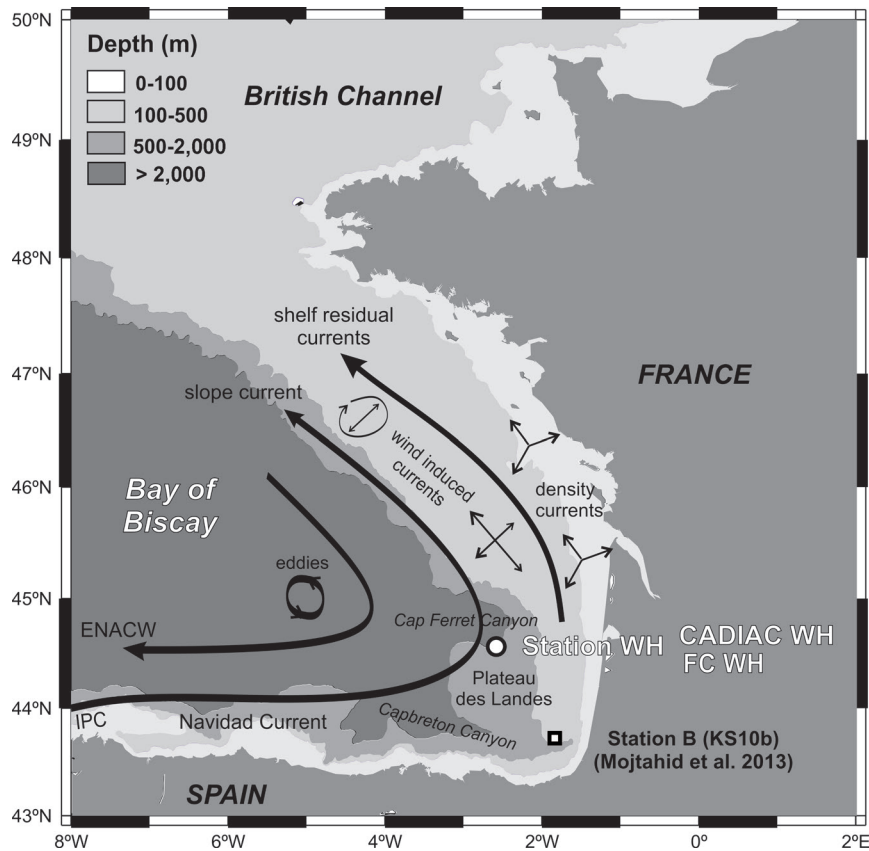 50ºN
49ºN
48ºN
47ºN
46ºN
45ºN
44ºN
43ºN
8ºW
6ºW
4ºW
2ºW
0º
2ºE
Depth (m)
0-100
100-500
500-2,000
> 2,000
British Channel
shelf residual
currents
slope current
FRANCE
wind induced
currents
density
currents
Bay of
Biscay
eddies
ENACW
Cap Ferret Canyon
Station WH
CADIAC WH
FC WH
Plateau
des Landes
IPC
Navidad Current
Capbreton Canyon
Station B (KS10b)
(Mojtahid et al. 2013)
SPAIN